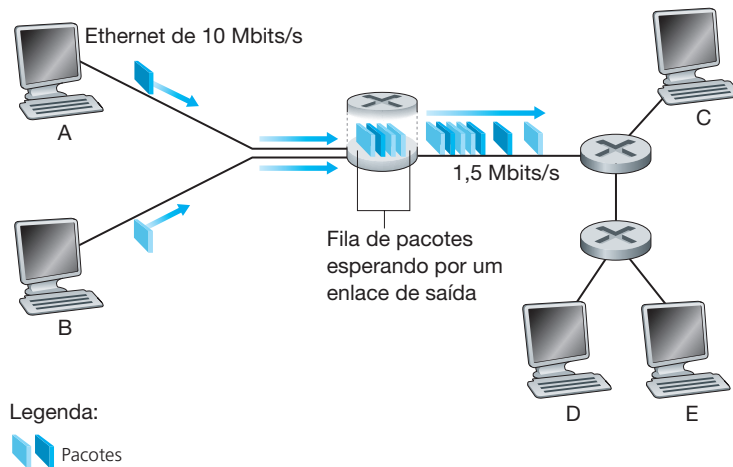 Ethernet de 10 Mbits/s
A
C
1,5 Mbits/s
Fila de pacotes
esperando por um
enlace de saída
B
D
E
Legenda:
Pacotes